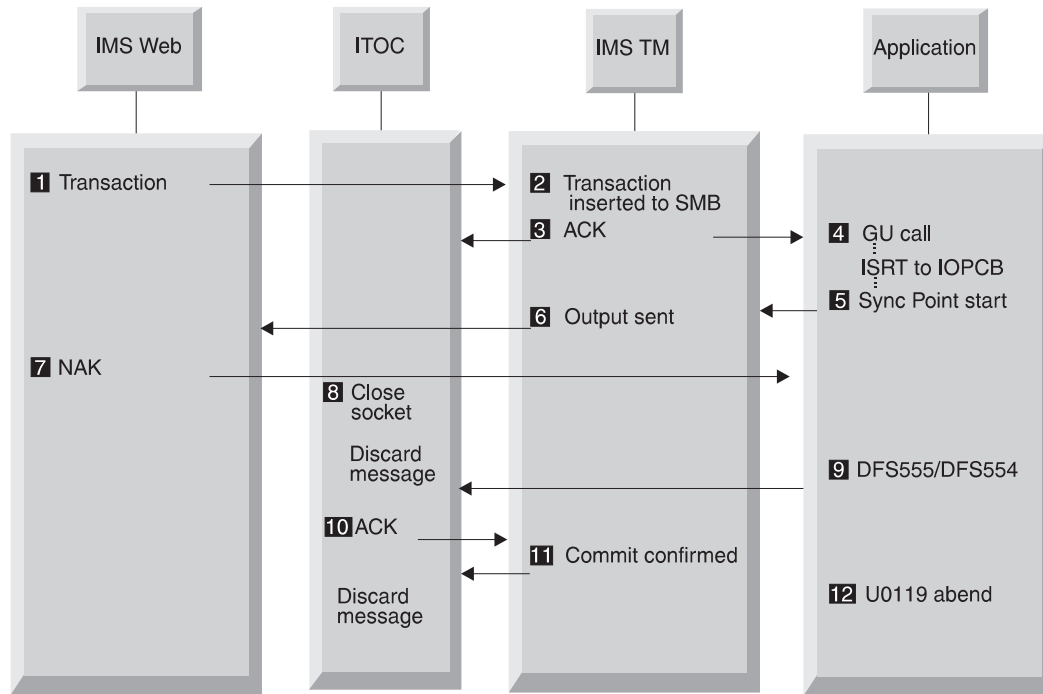 IMS Web
ITOC
IMS TM
Application
1 Transaction
2 Transaction
inserted to SMB
3 ACK
4 GU call
ISRT to IOPCB
5 Sync Point start
6 Output sent
7 NAK
8 Close
socket
Discard
message
9 DFS555/DFS554
10 ACK
11 Commit confirmed
Discard
message
12 U0119 abend